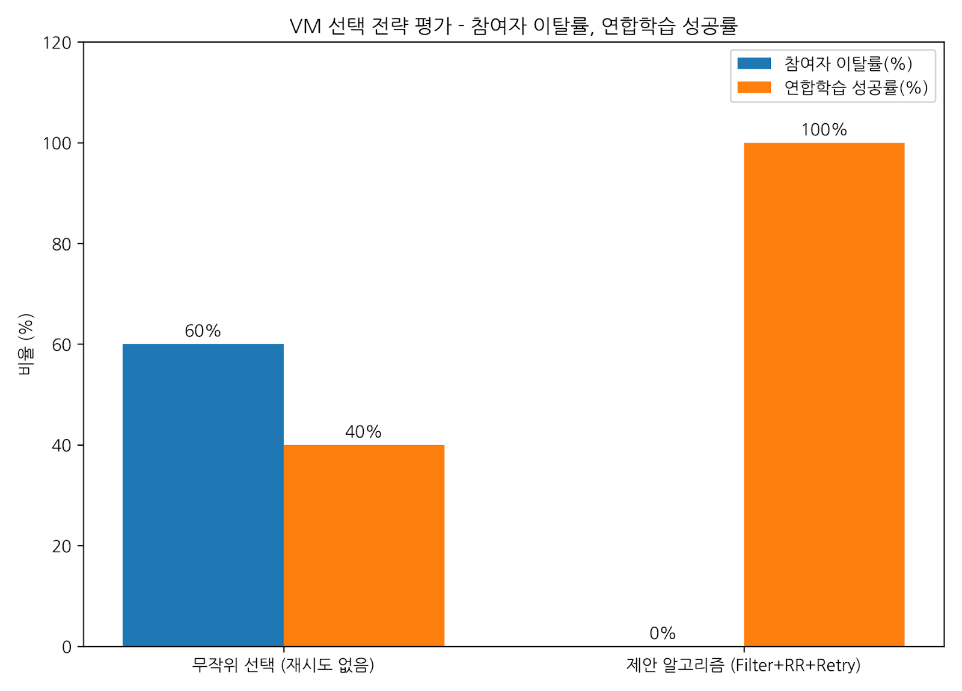 VM 선택 전략 평가 - 참여자 이탈률, 연합학습 성공률
참여자 이탈률(%)
연합학습 성공률(%)
비율 (%)
120
100
80
60
40
20
0
60%
40%
0%
100%
무작위 선택 (재시도 없음)
제안 알고리즘 (Filter+RR+Retry)